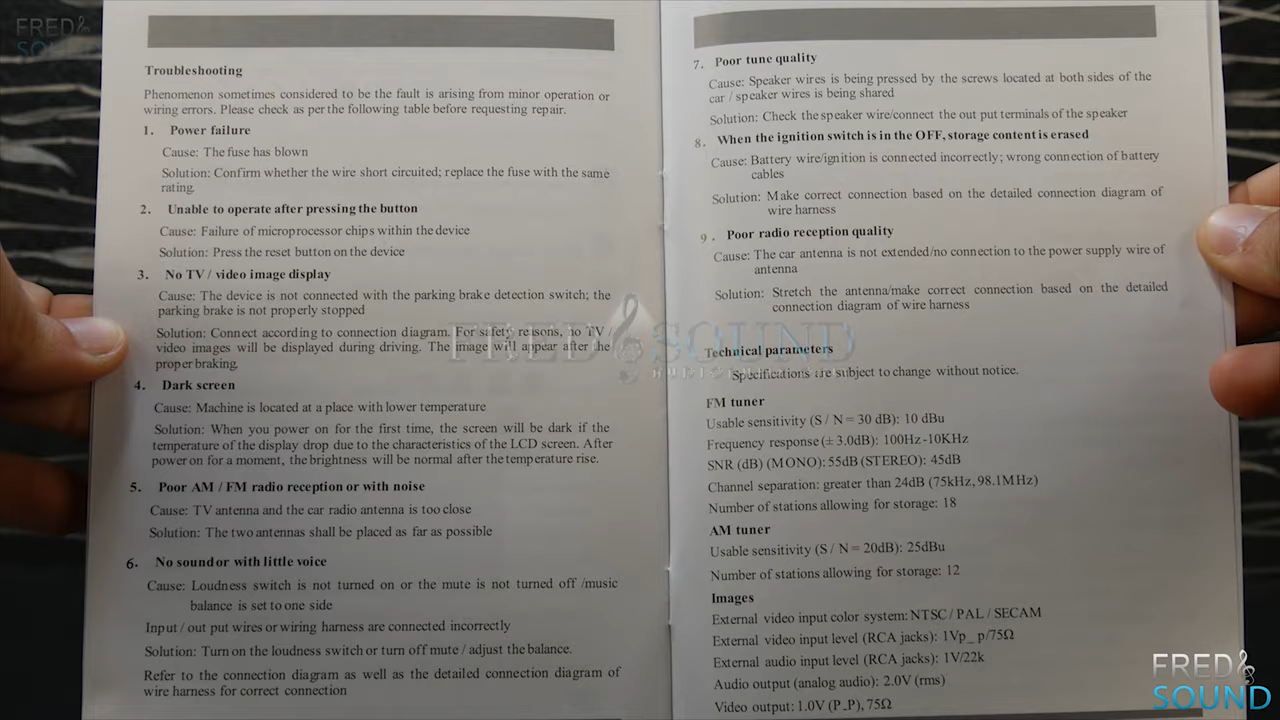 FRED SOUND
Troubleshooting
Phenomenon sometimes considered to be the fault is arising from minor operation or
wiring errors. Please check as per the following table before requesting repair.
1. Power failure
Cause: The fuse has blown
Solution: Confirm whether the wire short circuited; replace the fuse with the same
rating.
2. Unable to operate after pressing the button
Cause: Failure of microprocessor chips within the device
Solution: Press the reset button on the device
3. No TV / video image display
Cause: The device is not connected with the parking brake detection switch; the
parking brake is not properly stopped
Solution: Connect according to connection diagram. For safety reasons, no TV
video images will be displayed during driving. The image will appear after the
proper braking.
4. Dark screen
Cause: Machine is located at a place with lower temperature
Solution: When you power on for the first time, the screen will be dark if the
temperature of the display drop due to the characteristics of the LCD screen. After
power on for a moment, the brightness will be normal after the temperature rise.
5. Poor AM / FM radio reception or with noise
Cause: TV antenna and the car radio antenna is too close
Solution: The two antennas shall be placed as far as possible
6. No sound or with little voice
Cause: Loudness switch is not turned on or the mute is not turned off /music
balance is set to one side
Input / out put wires or wiring harness are connected incorrectly
Solution: Turn on the loudness switch or turn off mute / adjust the balance.
Refer to the connection diagram as well as the detailed connection diagram of
wire harness for correct connection
7. Poor tune quality
Cause: Speaker wires is being pressed by the screws located at both sides of the
car / speaker wires is being shared
Solution: Check the speaker wire/connect the out put terminals of the speaker
8. When the ignition switch is in the OFF, storage content is erased
Cause: Battery wire/ignition is connected incorrectly; wrong connection of battery
cables
Solution: Make correct connection based on the detailed connection diagram of
wire harness
9. Poor radio reception quality
Cause: The car antenna is not extended/no connection to the power supply wire of
antenna
Solution: Stretch the antenna/make correct connection based on the detailed
connection diagram of wire harness
FRED SOUND
Technical parameters
Specifications are subject to change without notice.
FM tuner
Usable sensitivity (S / N = 30 dB): 10 dBu
Frequency response (± 3.0dB): 100Hz -10KHz
SNR (dB) (MONO): 55dB (STEREO): 45dB
Channel separation: greater than 24dB (75kHz, 98.1MHz)
Number of stations allowing for storage: 18
AM tuner
Usable sensitivity (S / N = 20dB): 25dBu
Number of stations allowing for storage: 12
Images
External video input color system: NTSC / PAL / SECAM
External video input level (RCA jacks): 1Vp_ p/75Ω
External audio input level (RCA jacks): 1V/22k
Audio output (analog audio): 2.0V (rms)
Video output: 1.0V (P_P), 75Ω
FRED
SOUND